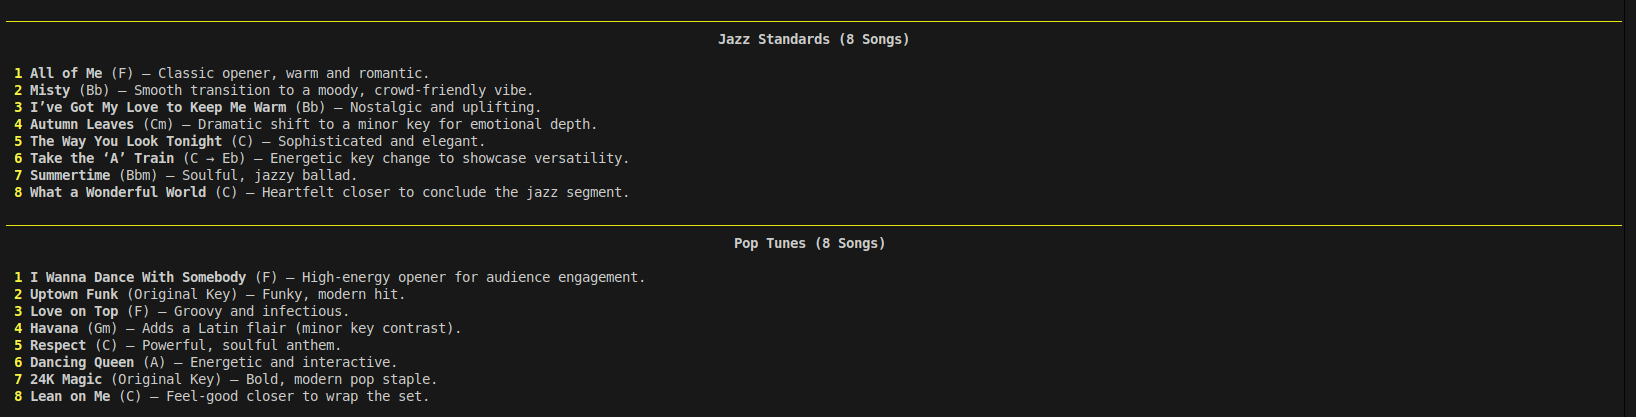 Jazz Standards (8 Songs)
1 All of Me (F) – Classic opener, warm and romantic.
2 Misty (Bb) – Smooth transition to a moody, crowd-friendly vibe.
3 I’ve Got My Love to Keep Me Warm (Bb) – Nostalgic and uplifting.
4 Autumn Leaves (Cm) – Dramatic shift to a minor key for emotional depth.
5 The Way You Look Tonight (C) – Sophisticated and elegant.
6 Take the ‘A’ Train (C → Eb) – Energetic key change to showcase versatility.
7 Summertime (Bbm) – Soulful, jazzy ballad.
8 What a Wonderful World (C) – Heartfelt closer to conclude the jazz segment.
Pop Tunes (8 Songs)
1 I Wanna Dance With Somebody (F) – High-energy opener for audience engagement.
2 Uptown Funk (Original Key) – Funky, modern hit.
3 Love on Top (F) – Groovy and infectious.
4 Havana (Gm) – Adds a Latin flair (minor key contrast).
5 Respect (C) – Powerful, soulful anthem.
6 Dancing Queen (A) – Energetic and interactive.
7 24K Magic (Original Key) – Bold, modern pop staple.
8 Lean on Me (C) – Feel-good closer to wrap the set.